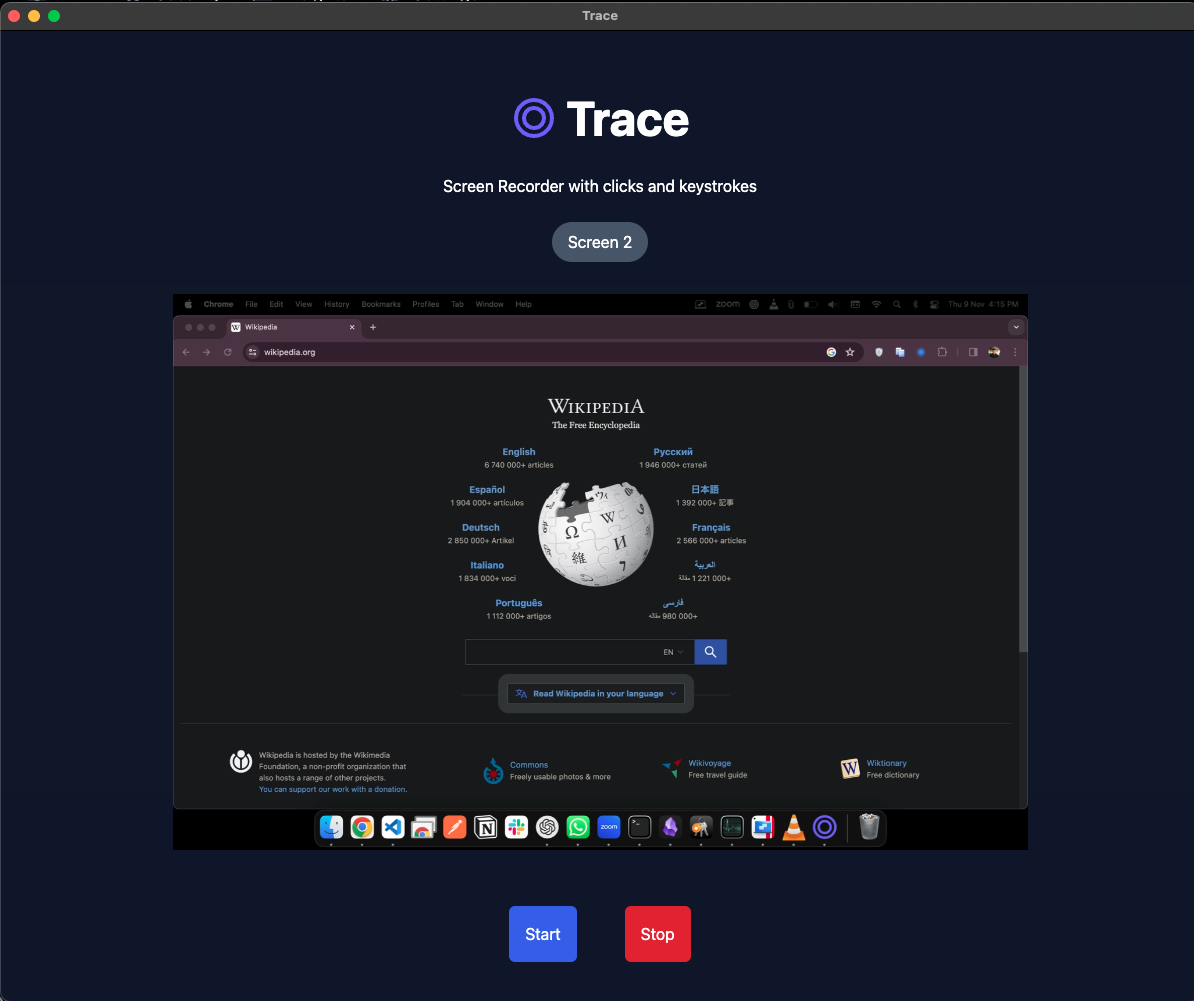 Trace
Trace
Screen Recorder with clicks and keystrokes
Screen 2
Chrome File Edit View History Bookmarks Profiles Tab Window Help zoom Thu 9 Nov 4:15 PM
W Wikipedia
wikipedia.org
WIKIPEDIA
The Free Encyclopedia
English
6 740 000+ articles
Русский
1 946 000+ статей
Español
1 904 000+ artículos
日本語
1 392 000+ 記事
Deutsch
2 850 000+ Artikel
Français
2 566 000+ articles
Italiano
1 834 000+ voci
العربية
1 221 000+ مقالة
Português
1 112 000+ artigos
فارسی
980 000+ مقاله
Ω W И 維
EN
Read Wikipedia in your language
Wikipedia is hosted by the Wikimedia
Foundation, a non-profit organization that
also hosts a range of other projects.
You can support our work with a donation.
Commons
Freely usable photos & more
Wikivoyage
Free travel guide
W
Wiktionary
Free dictionary
zoom
Start
Stop